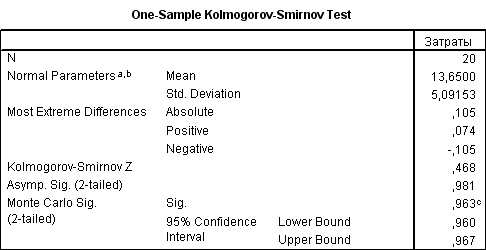 One-Sample Kolmogorov-Smirnov Test
Затраты
N 20
Normal Parameters a,b Mean 13,6500
Std. Deviation 5,09153
Most Extreme Differences Absolute ,105
Positive ,074
Negative -,105
Kolmogorov-Smirnov Z ,468
Asymp. Sig. (2-tailed) ,981
Monte Carlo Sig. Sig. ,963c
(2-tailed) 95% Confidence Lower Bound ,960
Interval Upper Bound ,967